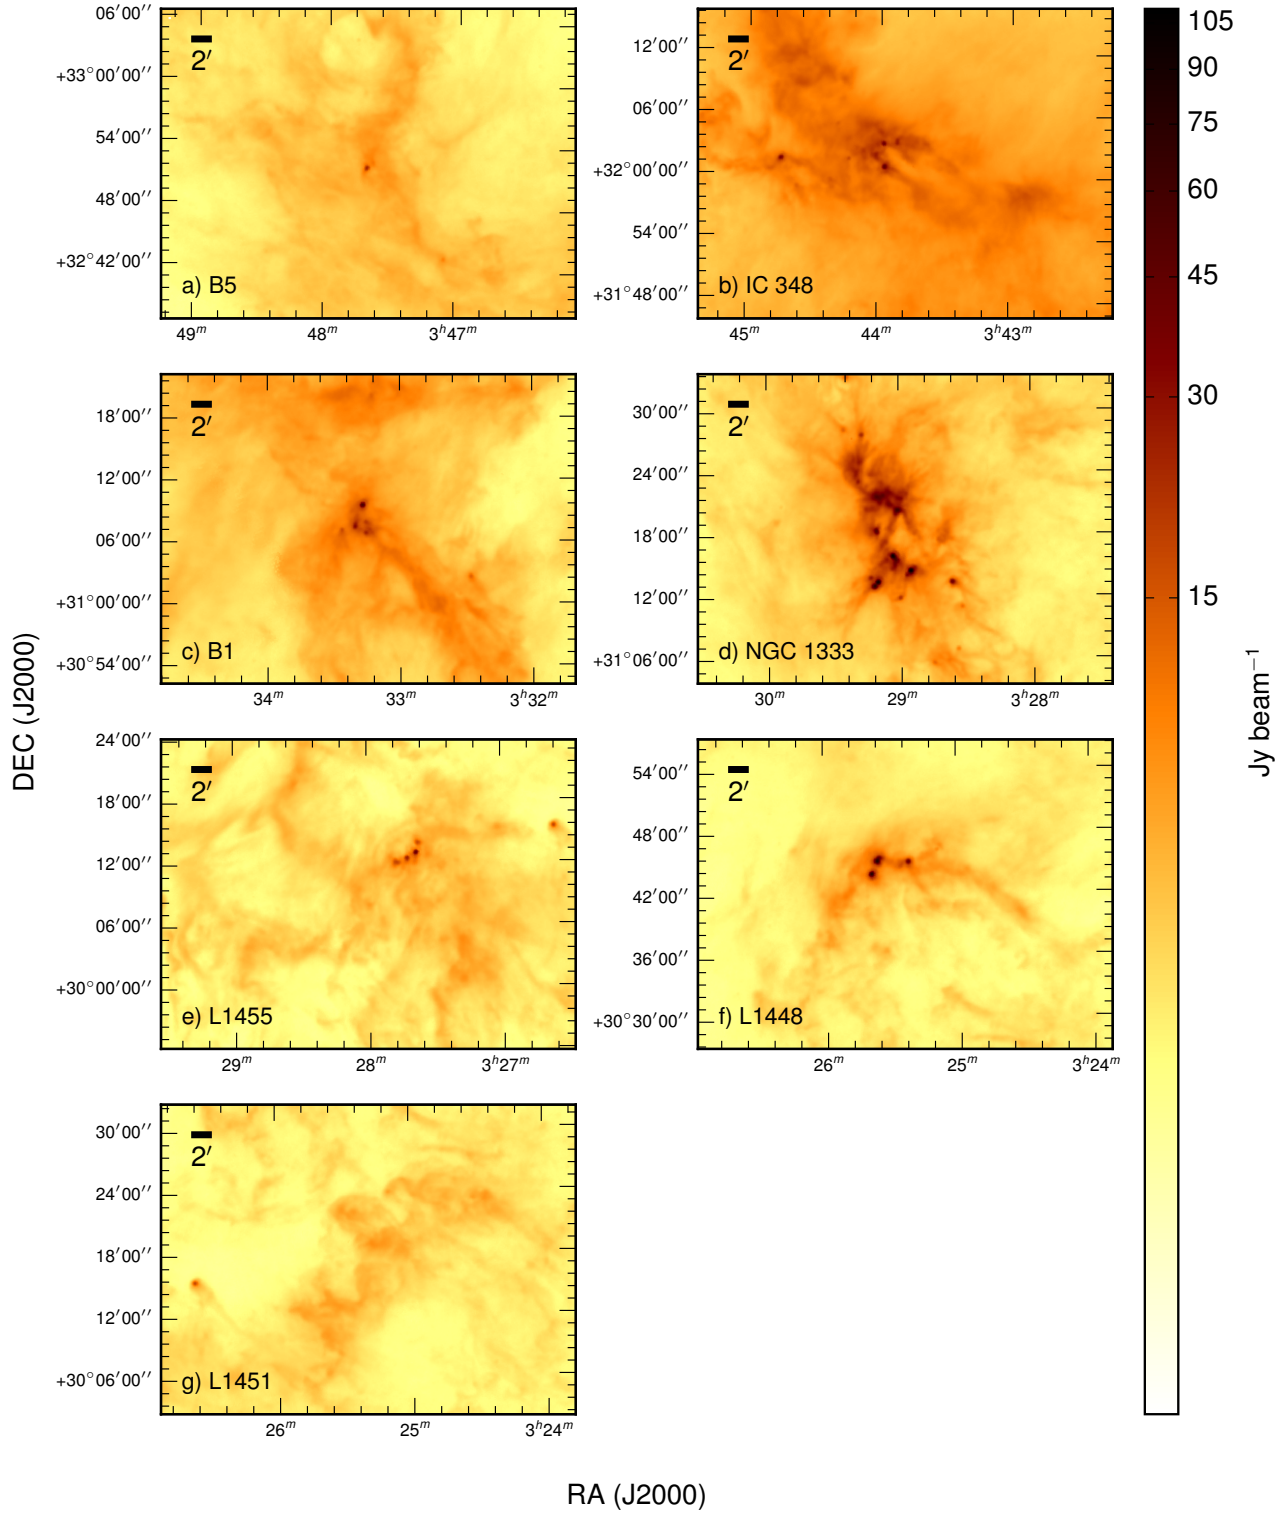 06′00′′
+33°00′00′′
54′00′′
48′00′′
+32°42′00′′
2′
a) B5
49ᵐ 48ᵐ 3ʰ47ᵐ
12′00′′
06′00′′
+32°00′00′′
54′00′′
+31°48′00′′
2′
b) IC 348
45ᵐ 44ᵐ 3ʰ43ᵐ
18′00′′
12′00′′
06′00′′
+31°00′00′′
+30°54′00′′
2′
c) B1
34ᵐ 33ᵐ 3ʰ32ᵐ
30′00′′
24′00′′
18′00′′
12′00′′
+31°06′00′′
2′
d) NGC 1333
30ᵐ 29ᵐ 3ʰ28ᵐ
24′00′′
18′00′′
12′00′′
06′00′′
+30°00′00′′
2′
e) L1455
29ᵐ 28ᵐ 3ʰ27ᵐ
54′00′′
48′00′′
42′00′′
36′00′′
+30°30′00′′
2′
f) L1448
26ᵐ 25ᵐ 3ʰ24ᵐ
30′00′′
24′00′′
18′00′′
12′00′′
+30°06′00′′
2′
g) L1451
26ᵐ 25ᵐ 3ʰ24ᵐ
DEC (J2000)
RA (J2000)
105
90
75
60
45
30
15
Jy beam⁻¹